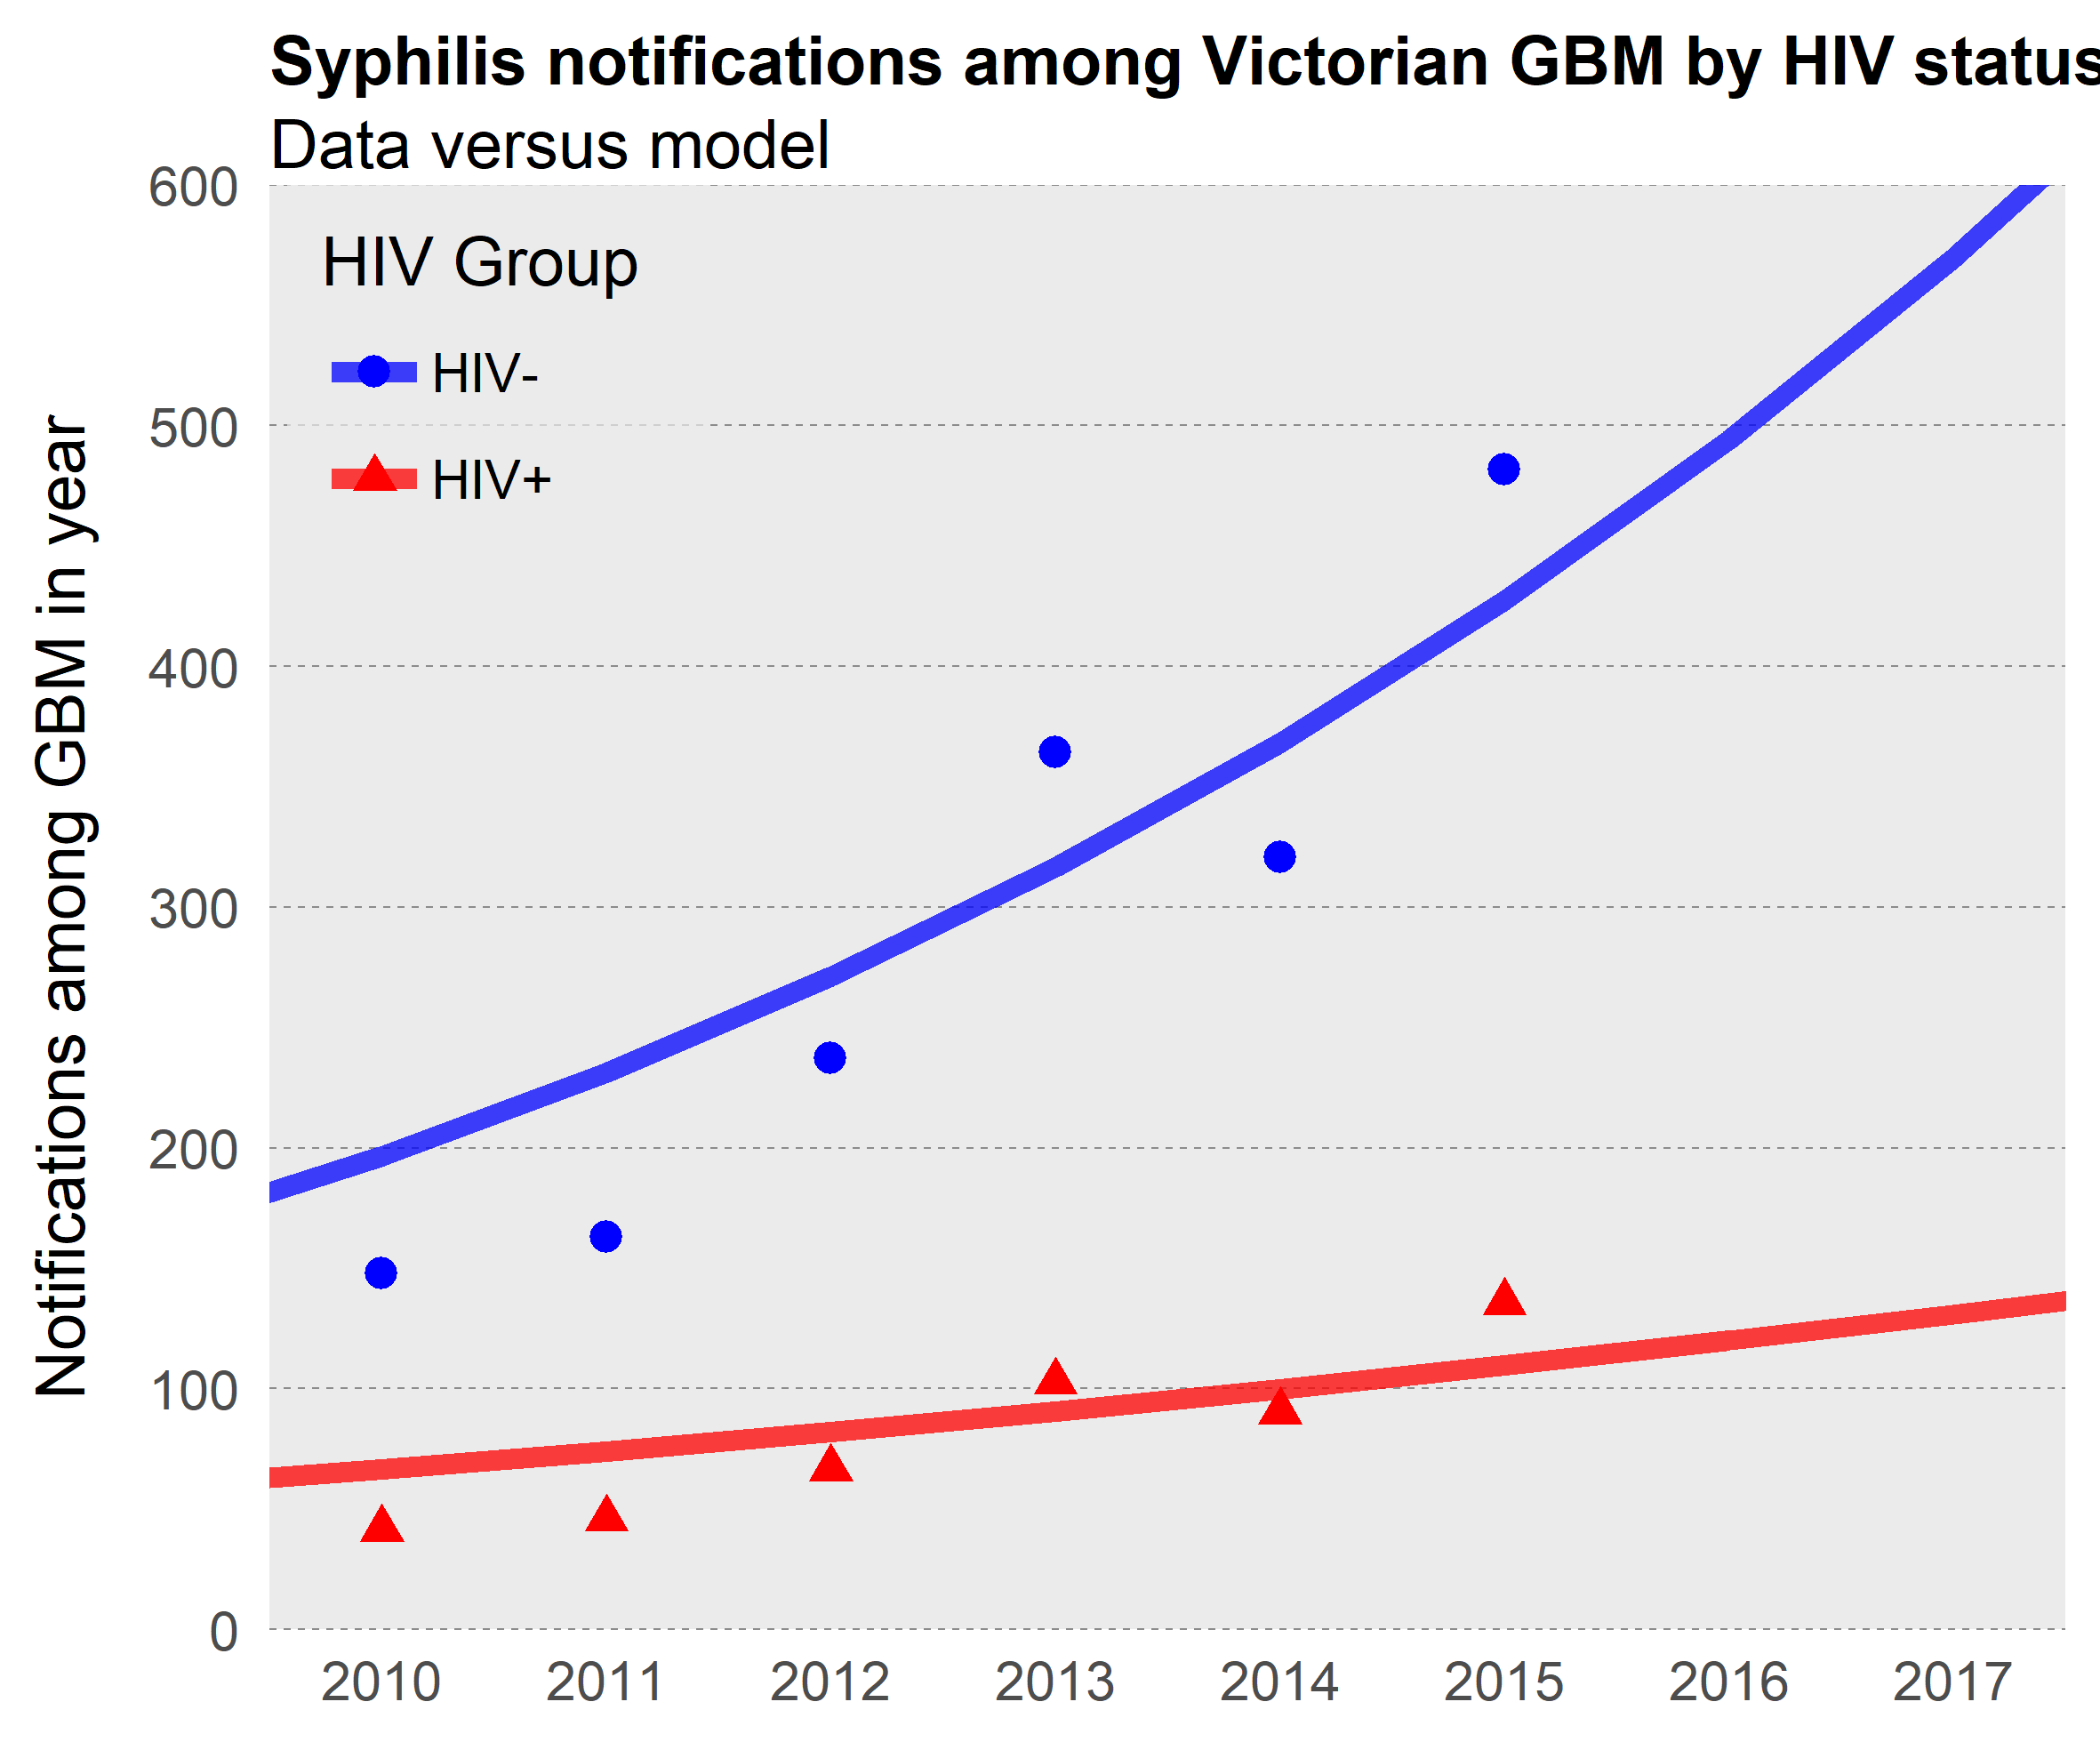 Syphilis notifications among Victorian GBM by HIV status
Data versus model
Notifications among GBM in year
600
500
400
300
200
100
0
HIV Group
HIV-
HIV+
2010 2011 2012 2013 2014 2015 2016 2017